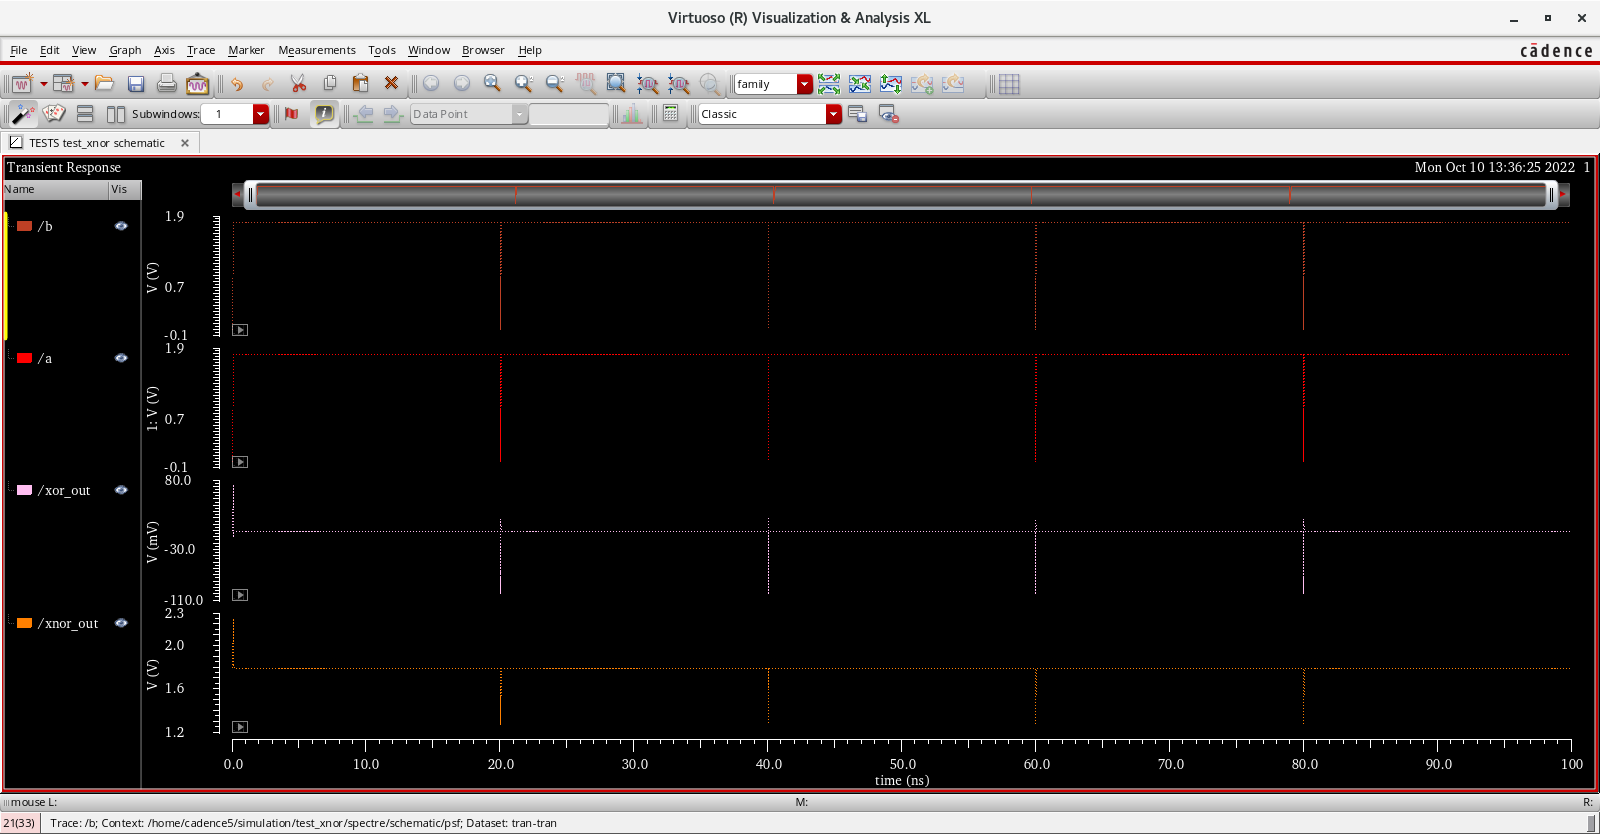 Virtuoso (R) Visualization & Analysis XL
File Edit View Graph Axis Trace Marker Measurements Tools Window Browser Help
cādence
family
Subwindows: 1
Data Point
Classic
TESTS test_xnor schematic
Transient Response
Mon Oct 10 13:36:25 2022 1
Name Vis
/b
V (V)
1.9
0.7
-0.1
/a
1: V (V)
1.9
0.7
-0.1
/xor_out
V (mV)
80.0
-30.0
-110.0
/xnor_out
V (V)
2.3
2.0
1.6
1.2
0.0 10.0 20.0 30.0 40.0 50.0 60.0 70.0 80.0 90.0 100
time (ns)
mouse L: M: R:
21(33) Trace: /b; Context: /home/cadence5/simulation/test_xnor/spectre/schematic/psf; Dataset: tran-tran